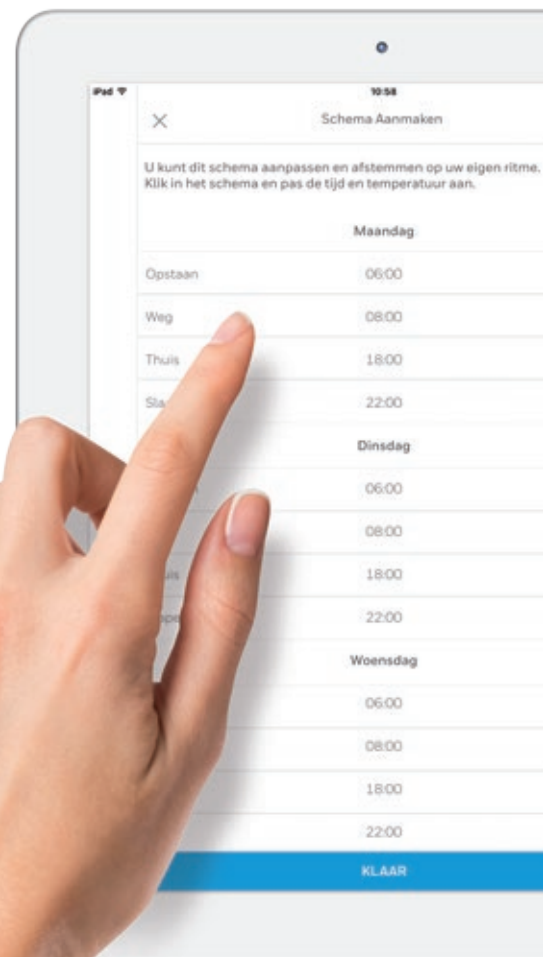 iPad
10:58
Schema Aanmaken
U kunt dit schema aanpassen en afstemmen op uw eigen ritme.
Klik in het schema en pas de tijd en temperatuur aan.
Maandag
Opstaan 06:00
Weg 08:00
Thuis 18:00
22:00
Dinsdag
06:00
08:00
18:00
22:00
Woensdag
06:00
08:00
18:00
22:00
KLAAR